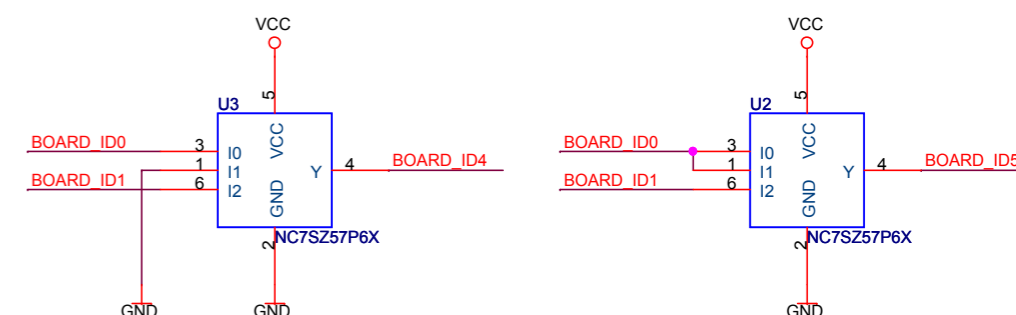 VCC
VCC
U3
5
U2
5
BOARD_ID0
3
I0
VCC
BOARD_ID0
3
I0
VCC
1
I1
Y
4
BOARD_ID4
1
I1
Y
4
BOARD_ID5
BOARD_ID1
6
I2
GND
BOARD_ID1
6
I2
GND
2
NC7SZ57P6X
2
NC7SZ57P6X
GND
GND
GND